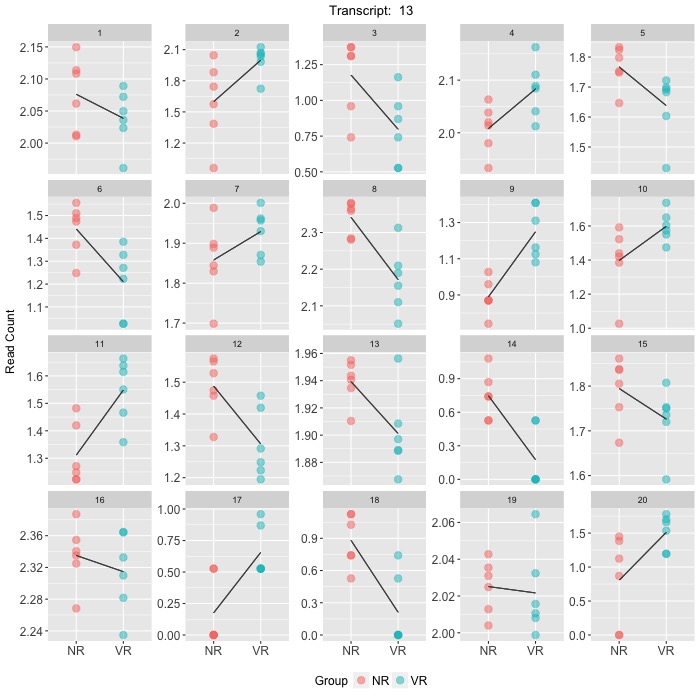 Transcript: 13
1 2 3 4 5
2.15 2.10 2.05 2.00
2.1 1.8 1.5 1.2
1.25 1.00 0.75 0.50
2.1 2.0
1.8 1.7 1.6 1.5
6 7 8 9 10
1.5 1.4 1.3 1.2 1.1
2.0 1.9 1.8 1.7
2.3 2.2 2.1
1.3 1.1 0.9
1.6 1.4 1.2 1.0
Read Count
11 12 13 14 15
1.6 1.5 1.4 1.3
1.5 1.4 1.3 1.2
1.96 1.94 1.92 1.90 1.88
0.9 0.6 0.3 0.0
1.8 1.7 1.6
16 17 18 19 20
2.36 2.32 2.28 2.24
1.00 0.75 0.50 0.25 0.00
0.9 0.6 0.3 0.0
2.06 2.04 2.02 2.00
1.5 1.0 0.5 0.0
NR VR NR VR NR VR NR VR NR VR
Group NR VR